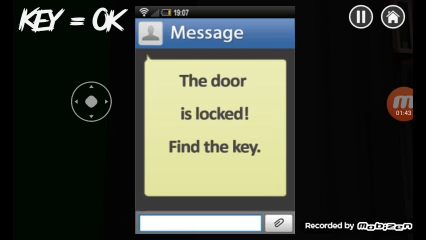 KEY = OK
19:07
Message
The door
is locked!
Find the key.
01:43
Recorded by Mobizen